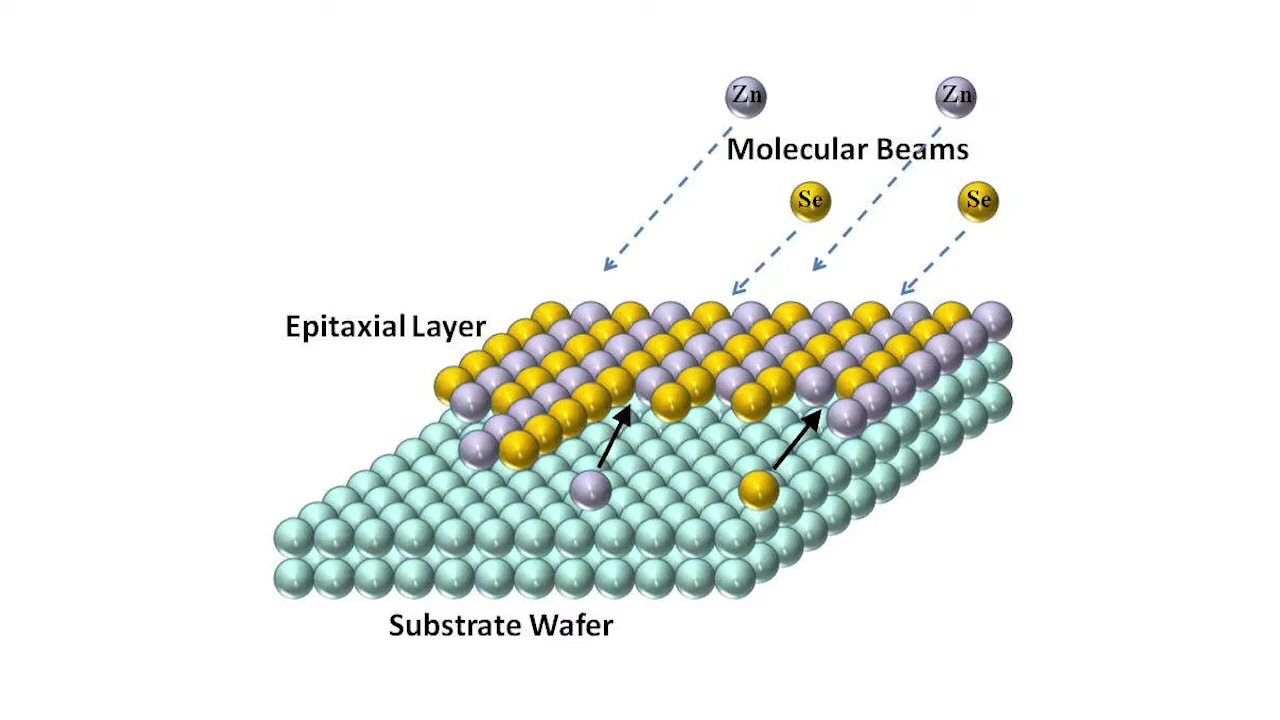 Zn Zn
Molecular Beams
Se Se
Epitaxial Layer
Substrate Wafer